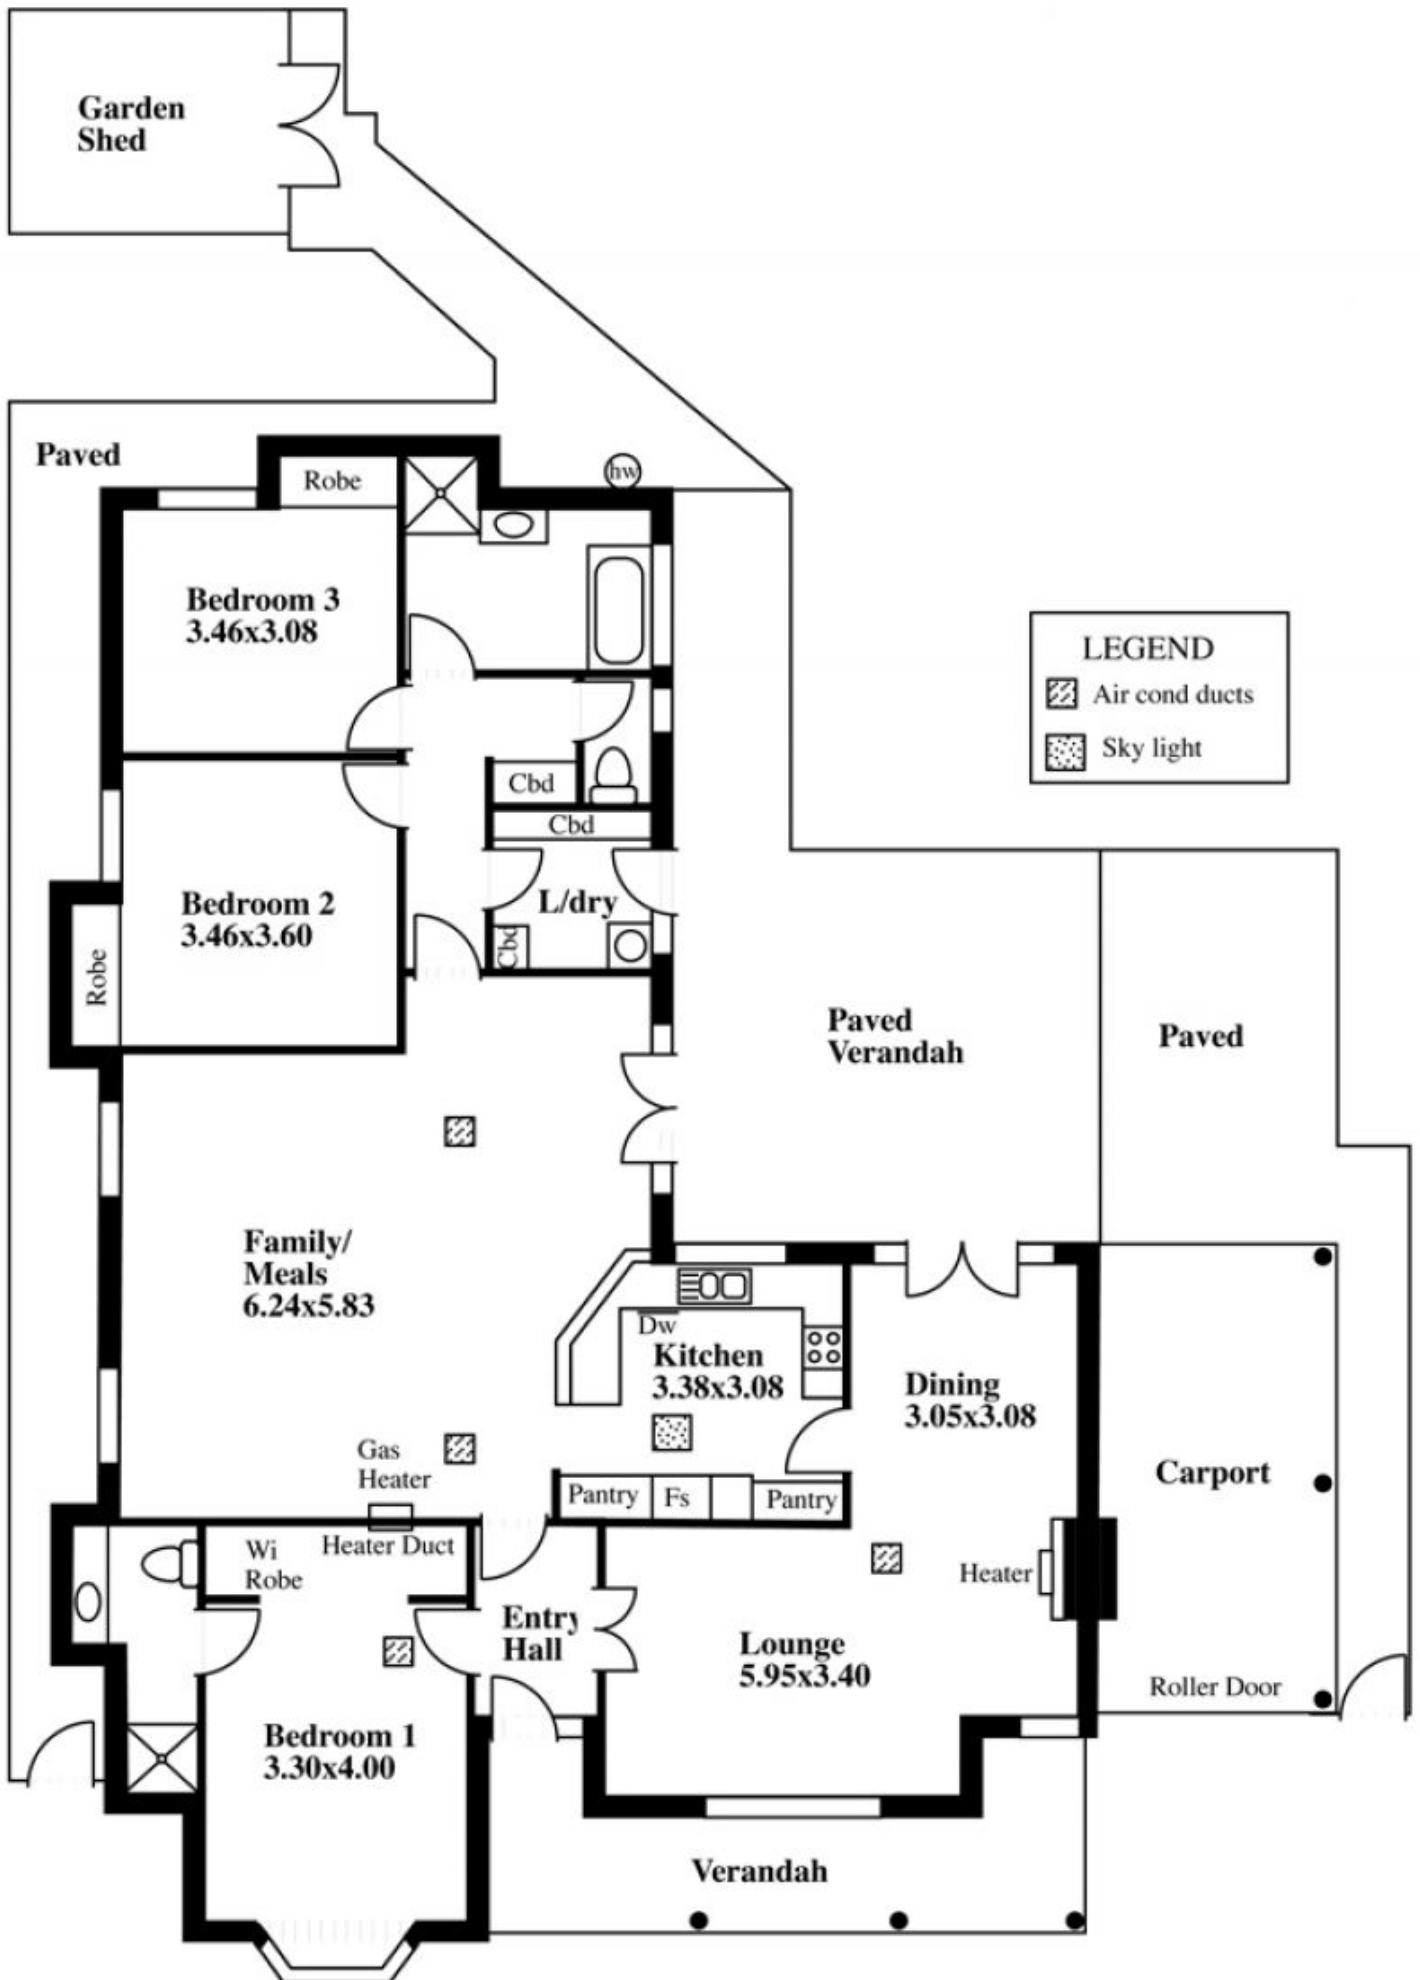 Garden
Shed
Paved
Robe
hw
Bedroom 3
3.46x3.08
LEGEND
Air cond ducts
Sky light
Cbd
Cbd
L/dry
Cbd
Bedroom 2
3.46x3.60
Robe
Paved
Verandah
Paved
Family/
Meals
6.24x5.83
Dw
Kitchen
3.38x3.08
Dining
3.05x3.08
Gas
Heater
Carport
Pantry
Fs
Pantry
Wi
Robe
Heater Duct
Heater
Entry
Hall
Lounge
5.95x3.40
Roller Door
Bedroom 1
3.30x4.00
Verandah